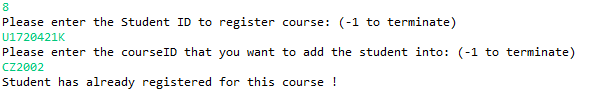 8
Please enter the Student ID to register course: (-1 to terminate)
U1720421K
Please enter the courseID that you want to add the student into: (-1 to terminate)
CZ2002
Student has already registered for this course !